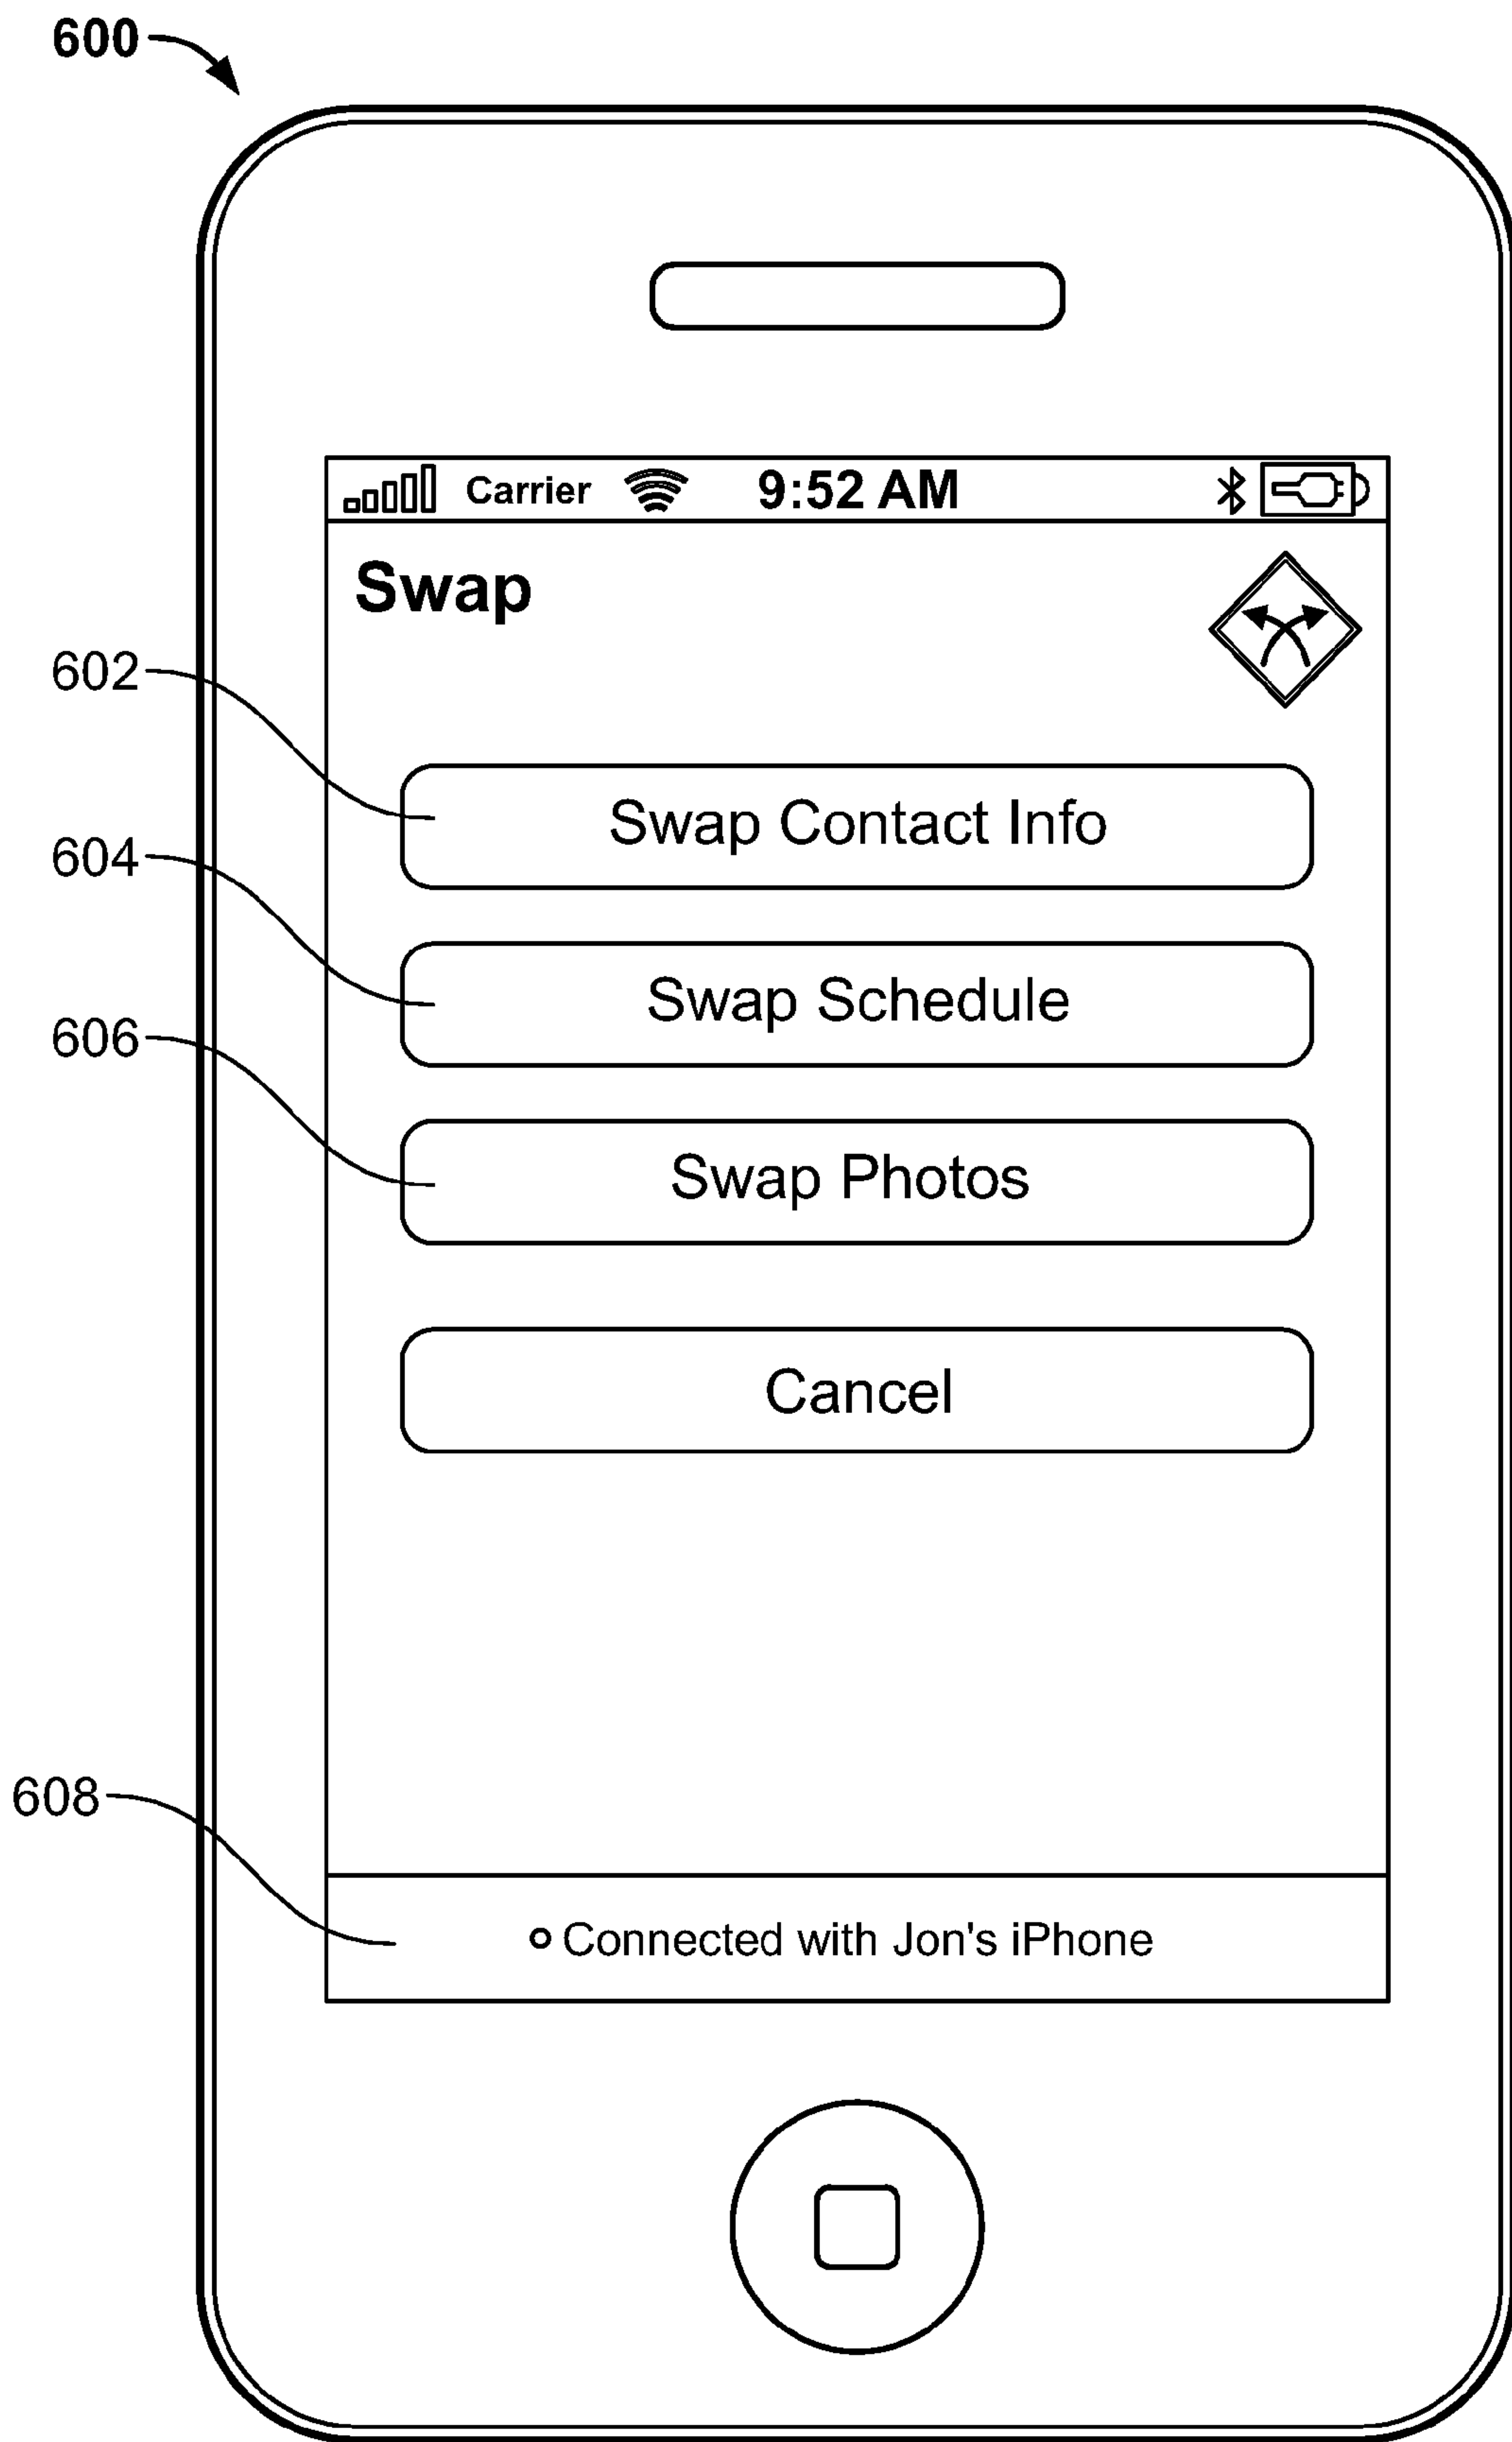 600
Carrier 9:52 AM
Swap
602
Swap Contact Info
604
Swap Schedule
606
Swap Photos
Cancel
608
Connected with Jon's iPhone